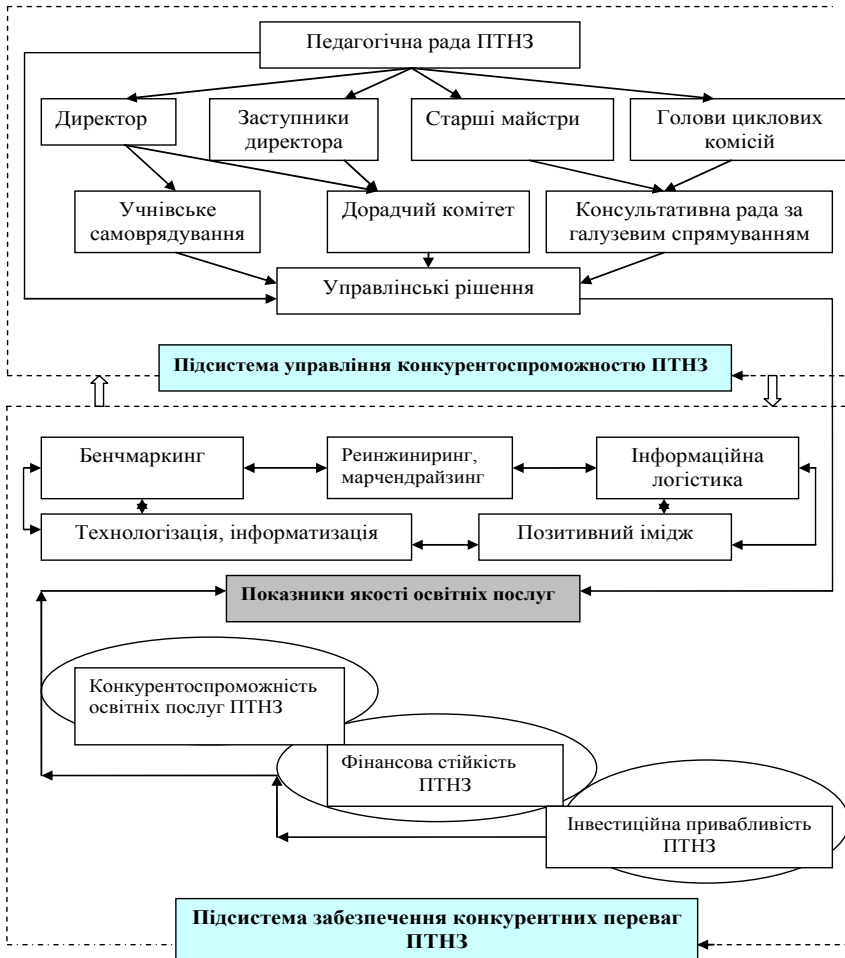 Педагогічна рада ПТНЗ
Директор
Заступники
директора
Старші майстри
Голови циклових
комісій
Учнівське
самоврядування
Дорадчий комітет
Консультативна рада за
галузевим спрямуванням
Управлінські рішення
Підсистема управління конкурентоспроможностю ПТНЗ
Бенчмаркинг
Реинжиниринг,
марчендрайзинг
Інформаційна
логістика
Технологізація, інформатизація
Позитивний імідж
Показники якості освітніх послуг
Конкурентоспроможність
освітніх послуг ПТНЗ
Фінансова стійкість
ПТНЗ
Інвестиційна привабливість
ПТНЗ
Підсистема забезпечення конкурентних переваг
ПТНЗ